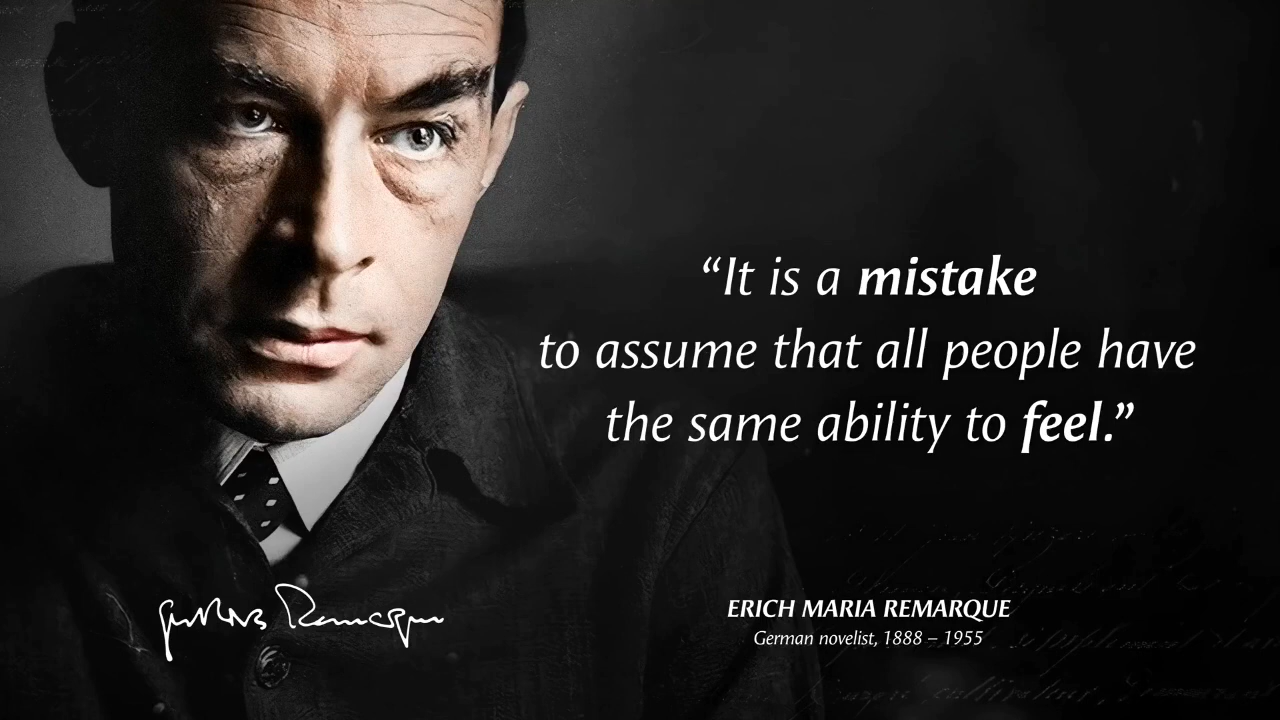 “It is a mistake
to assume that all people have
the same ability to feel.”
Remarque
ERICH MARIA REMARQUE
German novelist, 1888 – 1955